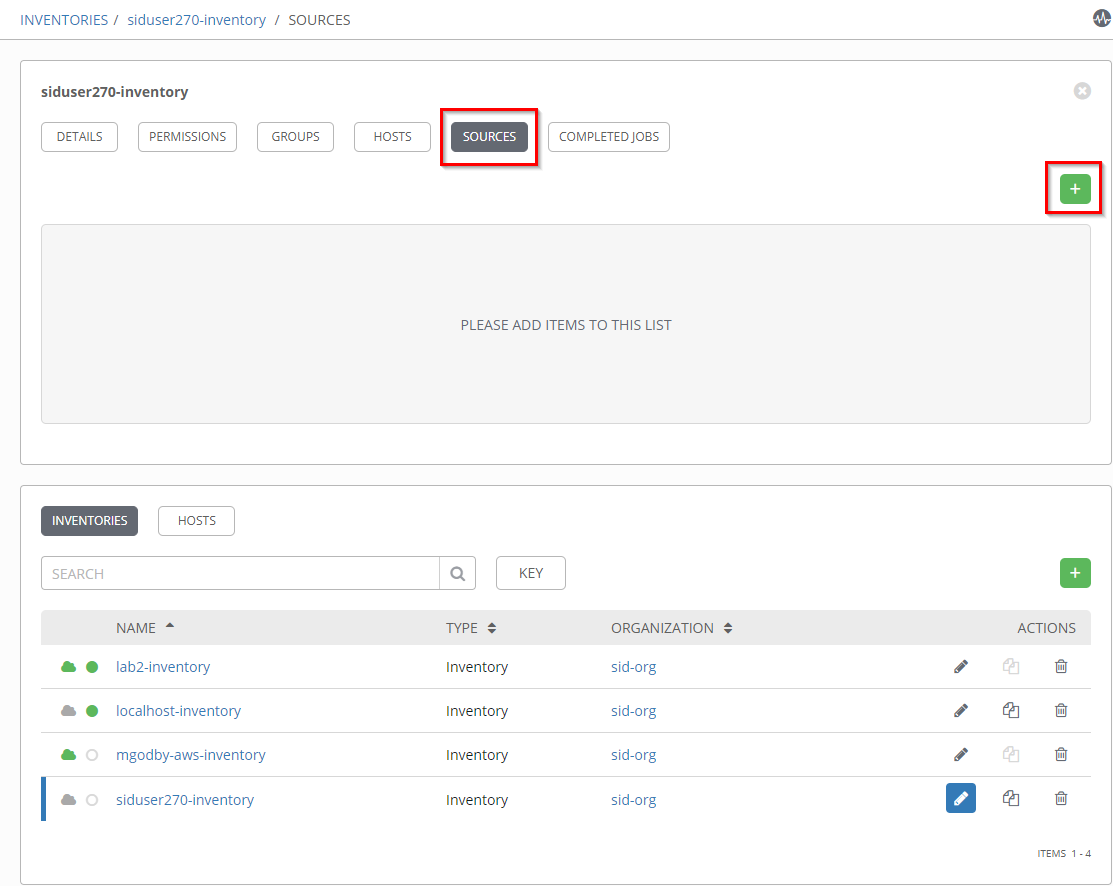 INVENTORIES / siduser270-inventory / SOURCES
siduser270-inventory
DETAILS PERMISSIONS GROUPS HOSTS SOURCES COMPLETED JOBS
+
PLEASE ADD ITEMS TO THIS LIST
INVENTORIES HOSTS
SEARCH KEY +
NAME TYPE ORGANIZATION ACTIONS
lab2-inventory Inventory sid-org
localhost-inventory Inventory sid-org
mgodby-aws-inventory Inventory sid-org
siduser270-inventory Inventory sid-org
ITEMS 1 - 4